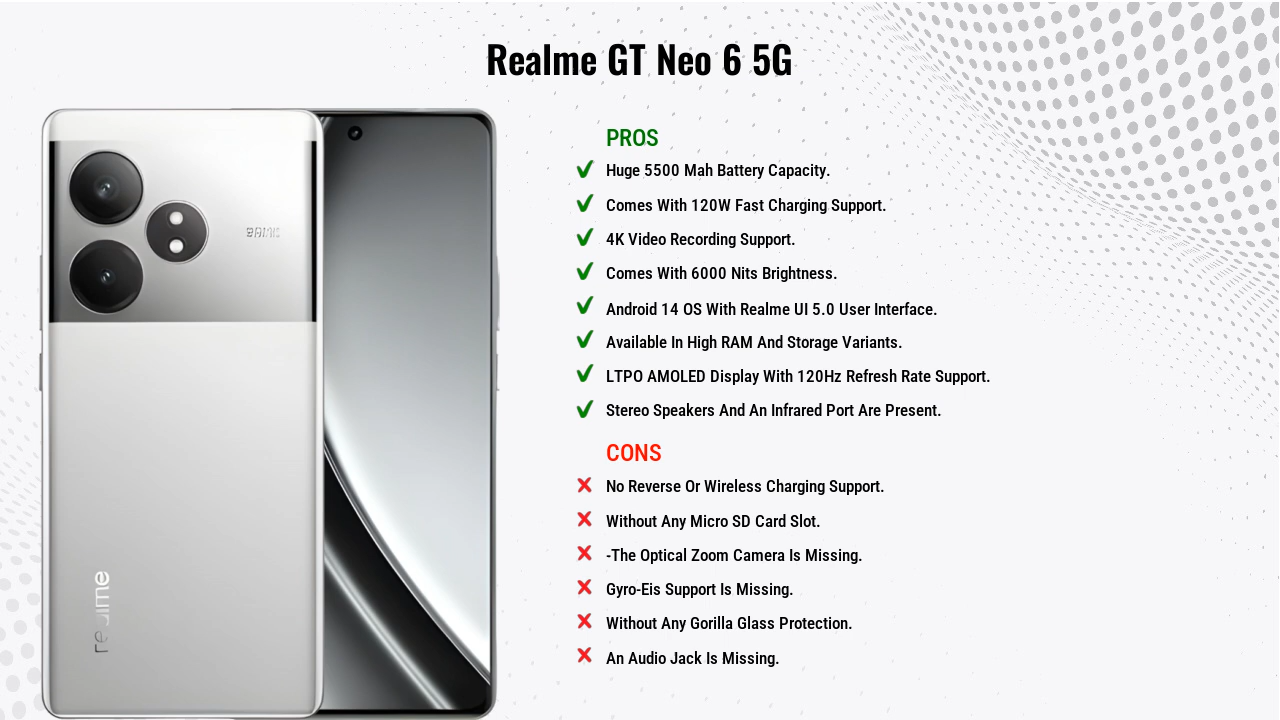 Realme GT Neo 6 5G
PROS
Huge 5500 Mah Battery Capacity.
Comes With 120W Fast Charging Support.
4K Video Recording Support.
Comes With 6000 Nits Brightness.
Android 14 OS With Realme UI 5.0 User Interface.
Available In High RAM And Storage Variants.
LTPO AMOLED Display With 120Hz Refresh Rate Support.
Stereo Speakers And An Infrared Port Are Present.
CONS
No Reverse Or Wireless Charging Support.
Without Any Micro SD Card Slot.
-The Optical Zoom Camera Is Missing.
Gyro-Eis Support Is Missing.
Without Any Gorilla Glass Protection.
An Audio Jack Is Missing.
realme